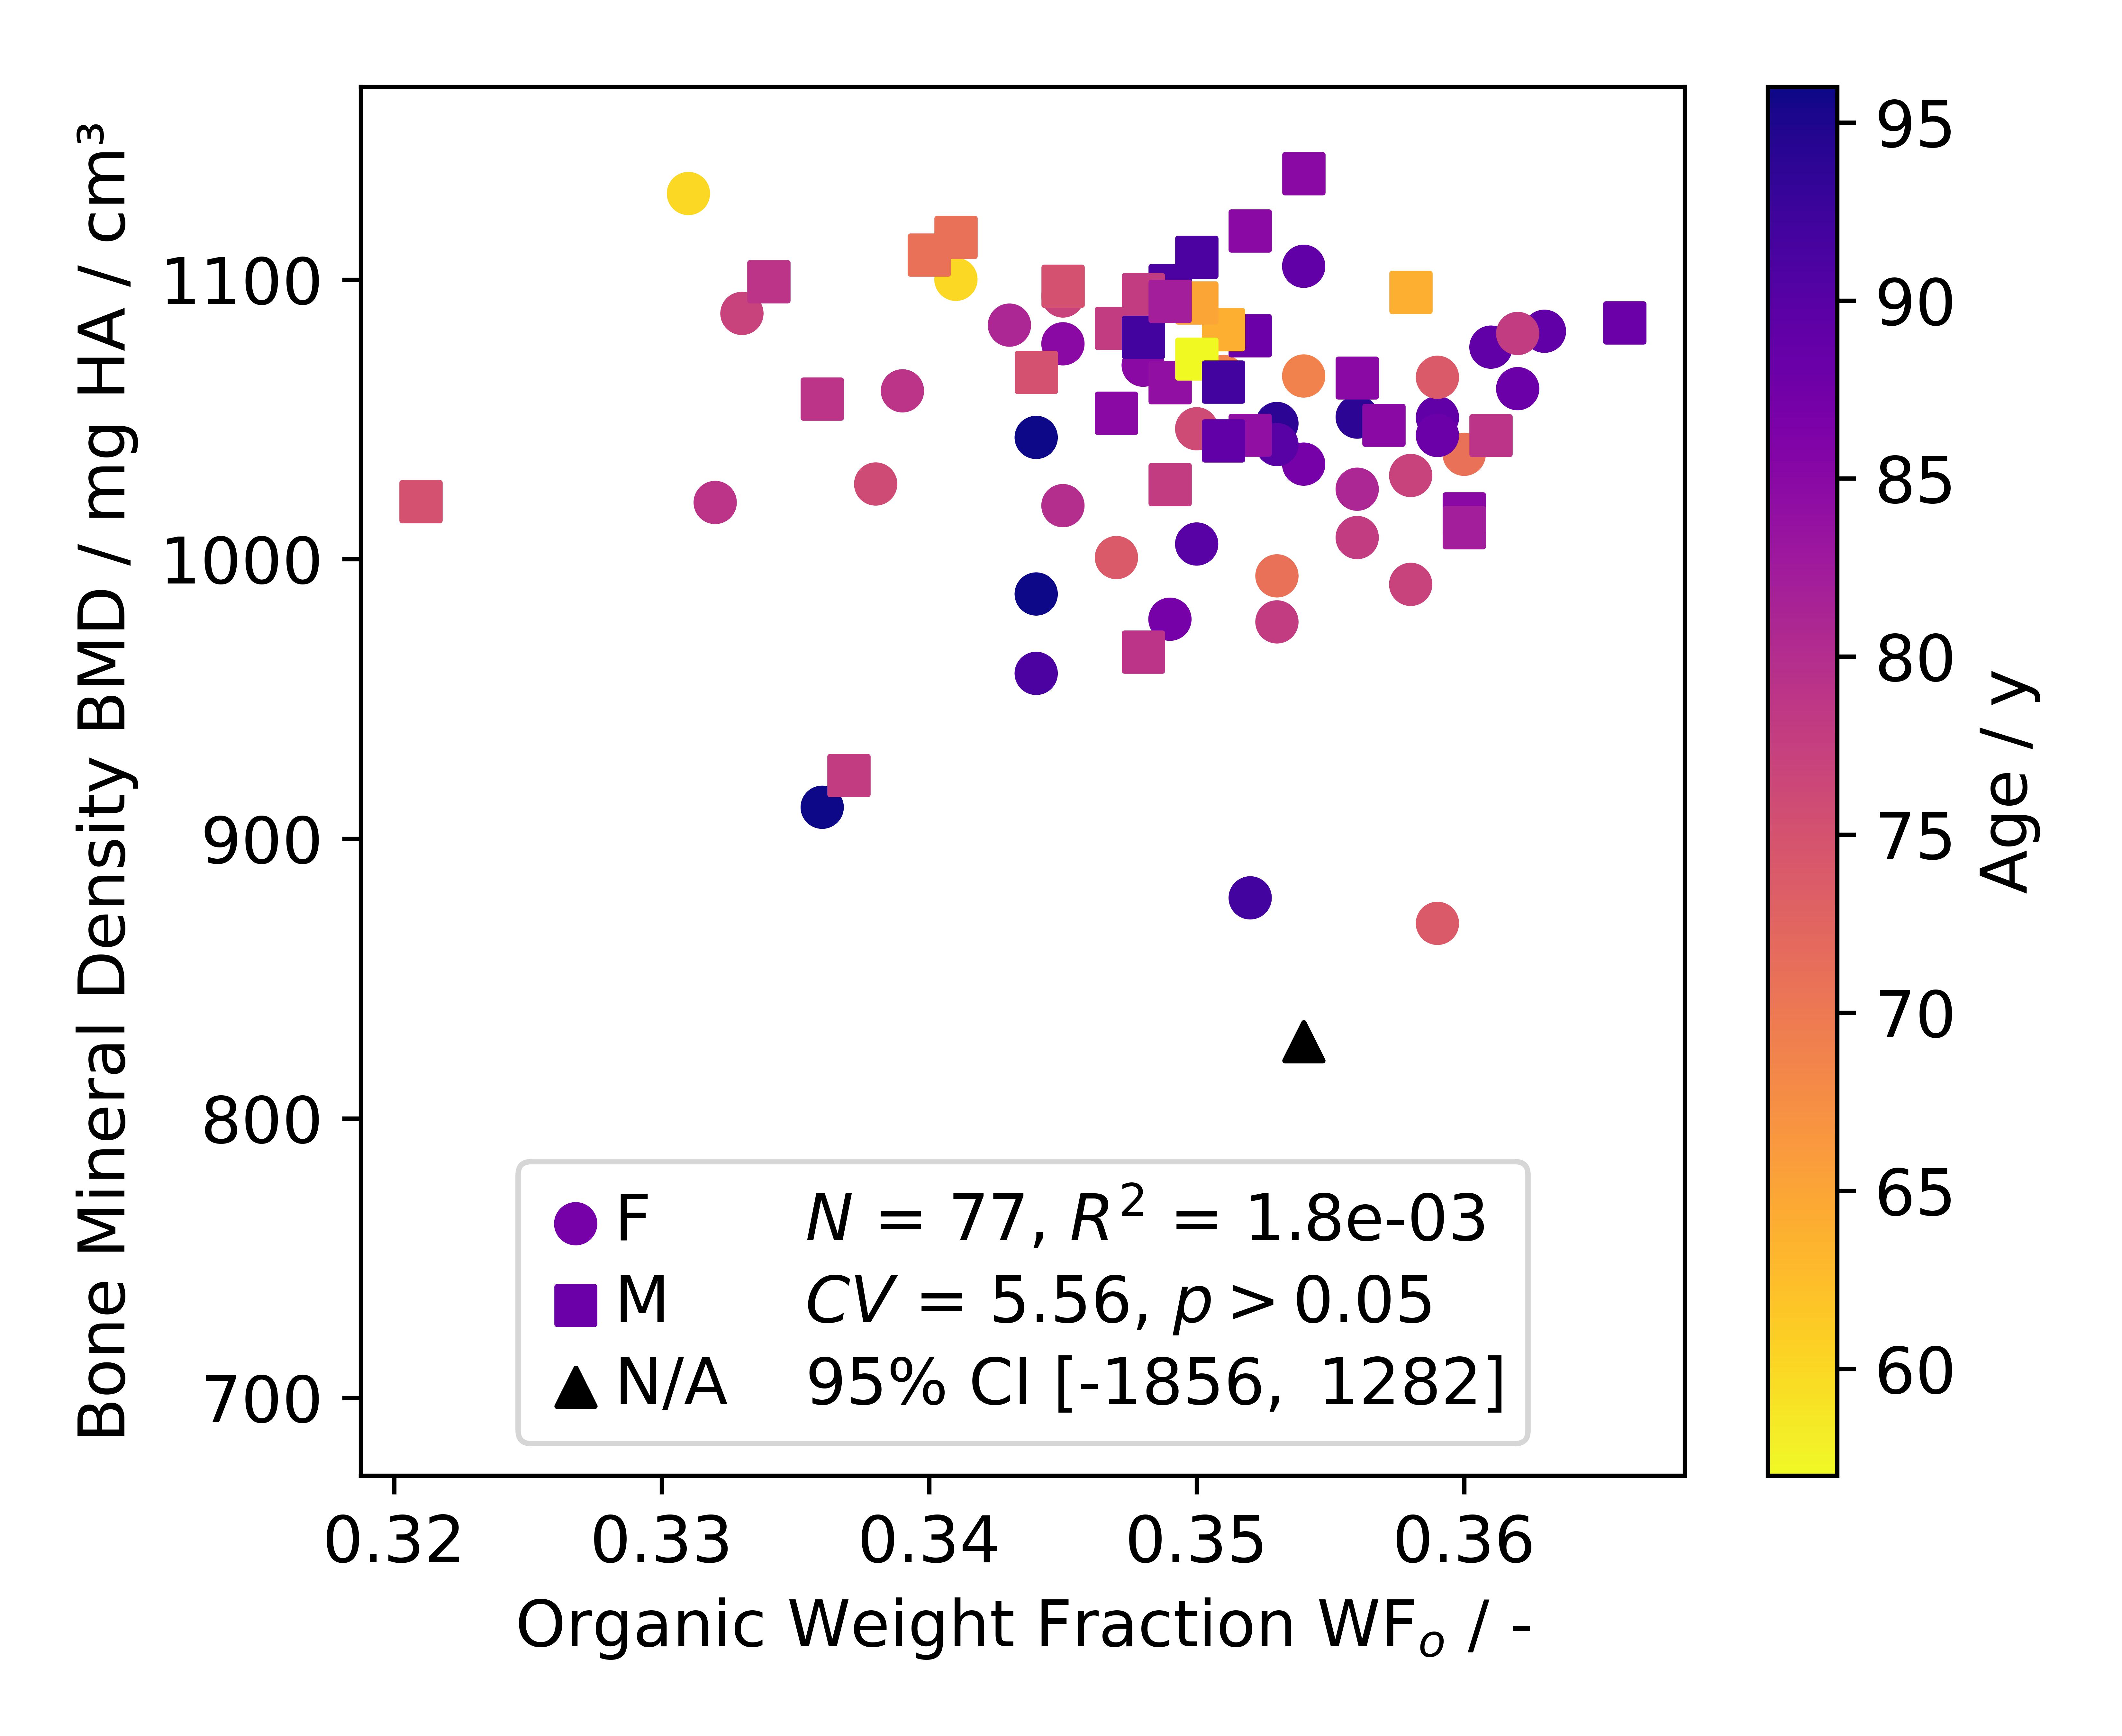 Bone Mineral Density BMD / mg HA / cm³
1100
1000
900
800
700
F N = 77, R² = 1.8e-03
M CV = 5.56, p > 0.05
N/A 95% CI [-1856, 1282]
0.32 0.33 0.34 0.35 0.36
Organic Weight Fraction WFₒ / -
95
90
85
80
75
70
65
60
Age / y